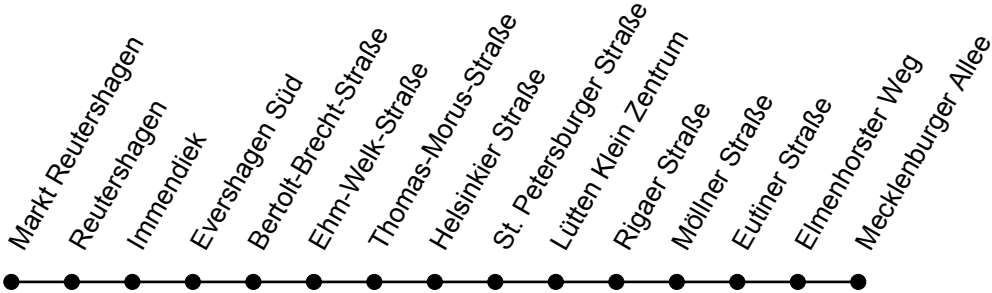 Markt Reutershagen
Reutershagen
Immendiek
Evershagen Süd
Bertolt-Brecht-Straße
Ehm-Welk-Straße
Thomas-Morus-Straße
Helsinkier Straße
St. Petersburger Straße
Lütten Klein Zentrum
Rigaer Straße
Möllner Straße
Eutiner Straße
Elmenhorster Weg
Mecklenburger Allee